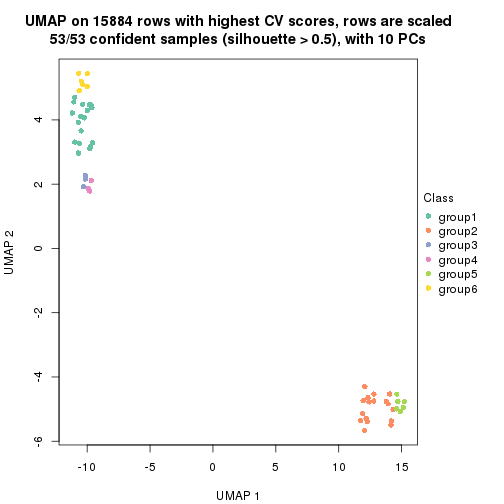 UMAP on 15884 rows with highest CV scores, rows are scaled
53/53 confident samples (silhouette > 0.5), with 10 PCs
4
2
0
-2
-4
-6
UMAP 2
-10
-5
0
5
10
15
UMAP 1
Class
group1
group2
group3
group4
group5
group6